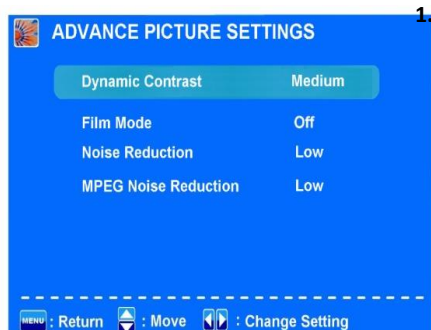 1.
ADVANCE PICTURE SETTINGS
Dynamic Contrast Medium
Film Mode Off
Noise Reduction Low
MPEG Noise Reduction Low
MENU : Return : Move : Change Setting